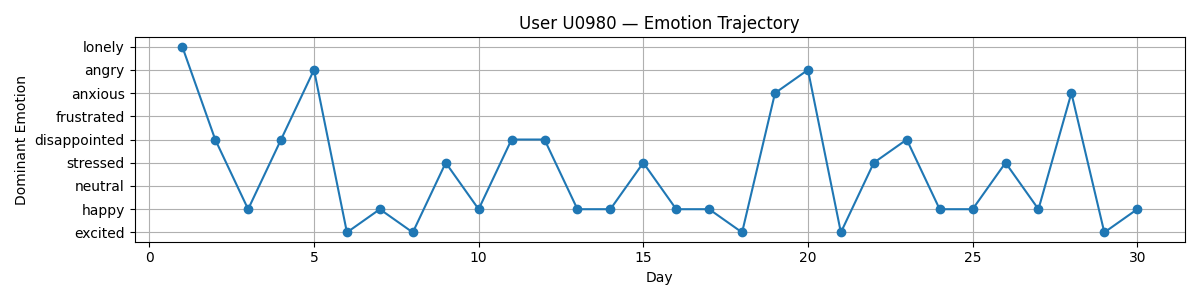 User U0980 — Emotion Trajectory
Dominant Emotion
lonely
angry
anxious
frustrated
disappointed
stressed
neutral
happy
excited
0 5 10 15 20 25 30
Day